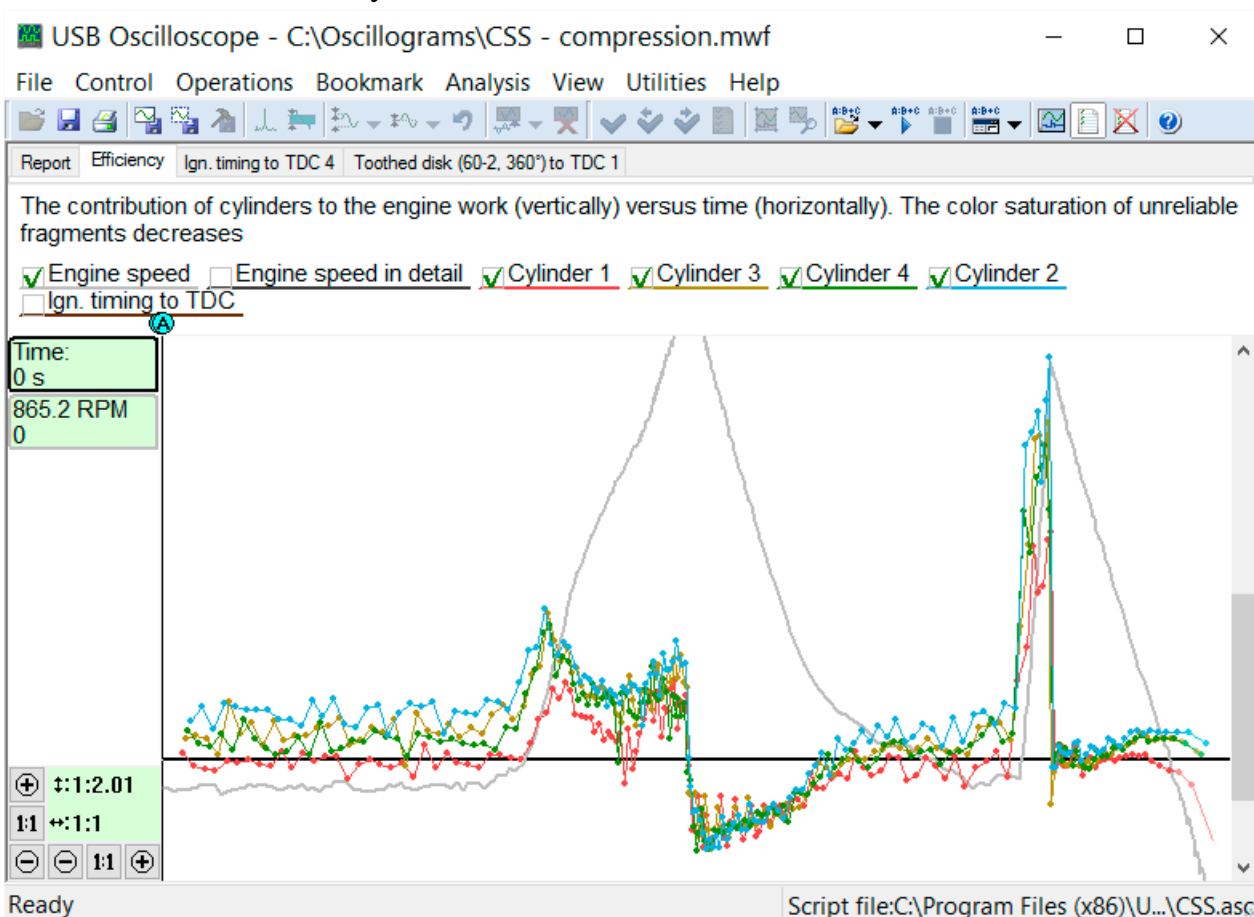 USB Oscilloscope - C:\Oscillograms\CSS - compression.mwf
File Control Operations Bookmark Analysis View Utilities Help
A:B+C A:B+C A:B+C A:B+C
Report Efficiency Ign. timing to TDC 4 Toothed disk (60-2, 360°) to TDC 1
The contribution of cylinders to the engine work (vertically) versus time (horizontally). The color saturation of unreliable
fragments decreases
Engine speed Engine speed in detail Cylinder 1 Cylinder 3 Cylinder 4 Cylinder 2
Ign. timing to TDC
A
Time:
0 s
865.2 RPM
0
↕:1:2.01
1:1 ↔:1:1
1:1
Ready Script file:C:\Program Files (x86)\U...\CSS.asc